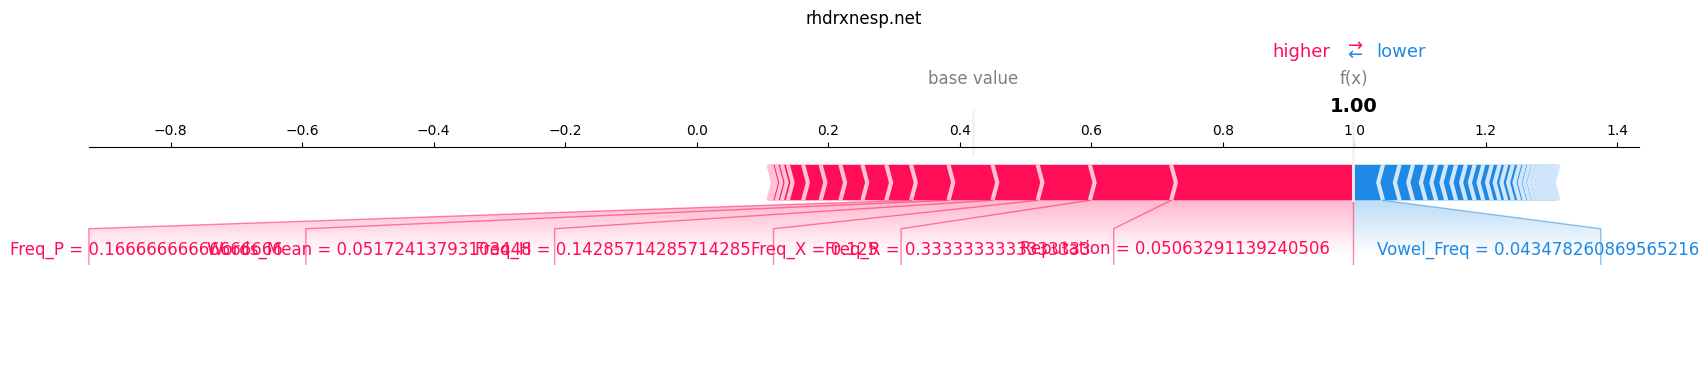 rhdrxnesp.net
higher ⇄ lower
base value f(x)
1.00
−0.8 −0.6 −0.4 −0.2 0.0 0.2 0.4 0.6 0.8 1.0 1.2 1.4
Freq_P = 0.16666666666666666 Words_Mean = 0.05172413793103448 Freq_H = 0.14285714285714285 Freq_X = 0.125 Freq_R = 0.3333333333333333 Reputation = 0.05063291139240506 Vowel_Freq = 0.043478260869565216